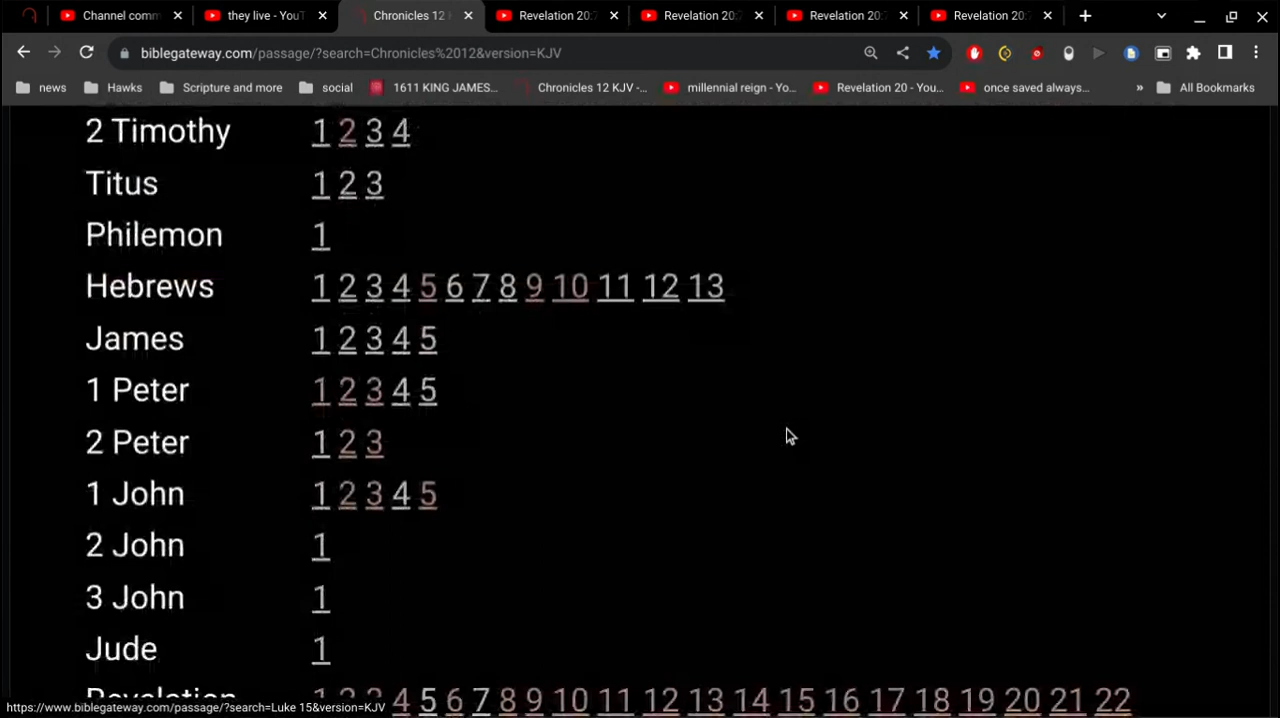 Channel comm
they live - YouT
Chronicles 12 K
Revelation 20:7
Revelation 20:
Revelation 20:7
Revelation 20:
biblegateway.com/passage/?search=Chronicles%2012&version=KJV
news
Hawks
Scripture and more
social
1611 KING JAMES...
Chronicles 12 KJV -...
millennial reign - Yo...
Revelation 20 - You...
once saved always...
»
All Bookmarks
2 Timothy 1 2 3 4
Titus 1 2 3
Philemon 1
Hebrews 1 2 3 4 5 6 7 8 9 10 11 12 13
James 1 2 3 4 5
1 Peter 1 2 3 4 5
2 Peter 1 2 3
1 John 1 2 3 4 5
2 John 1
3 John 1
Jude 1
Revelation 1 2 3 4 5 6 7 8 9 10 11 12 13 14 15 16 17 18 19 20 21 22
https://www.biblegateway.com/passage/?search=Luke 15&version=KJV